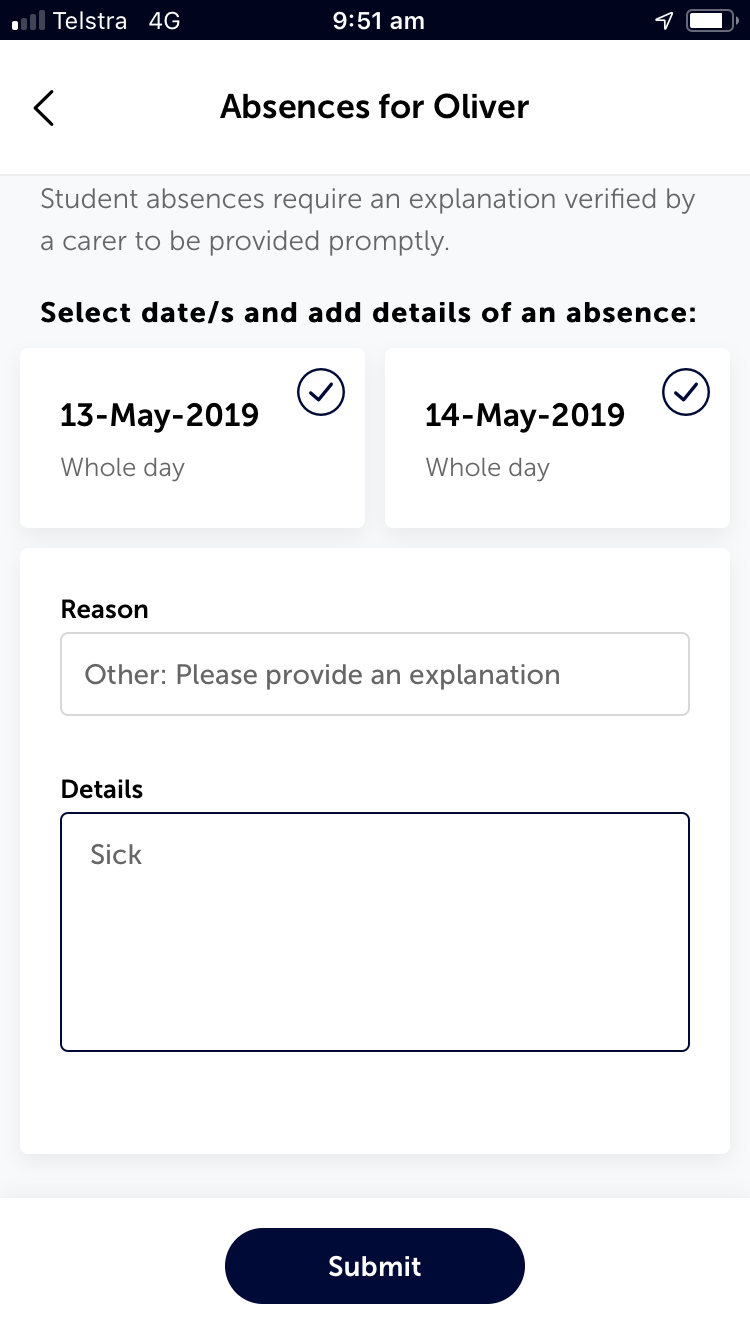 Telstra 4G 9:51 am
Absences for Oliver
Student absences require an explanation verified by
a carer to be provided promptly.
Select date/s and add details of an absence:
13-May-2019
Whole day
14-May-2019
Whole day
Reason
Other: Please provide an explanation
Details
Sick
Submit